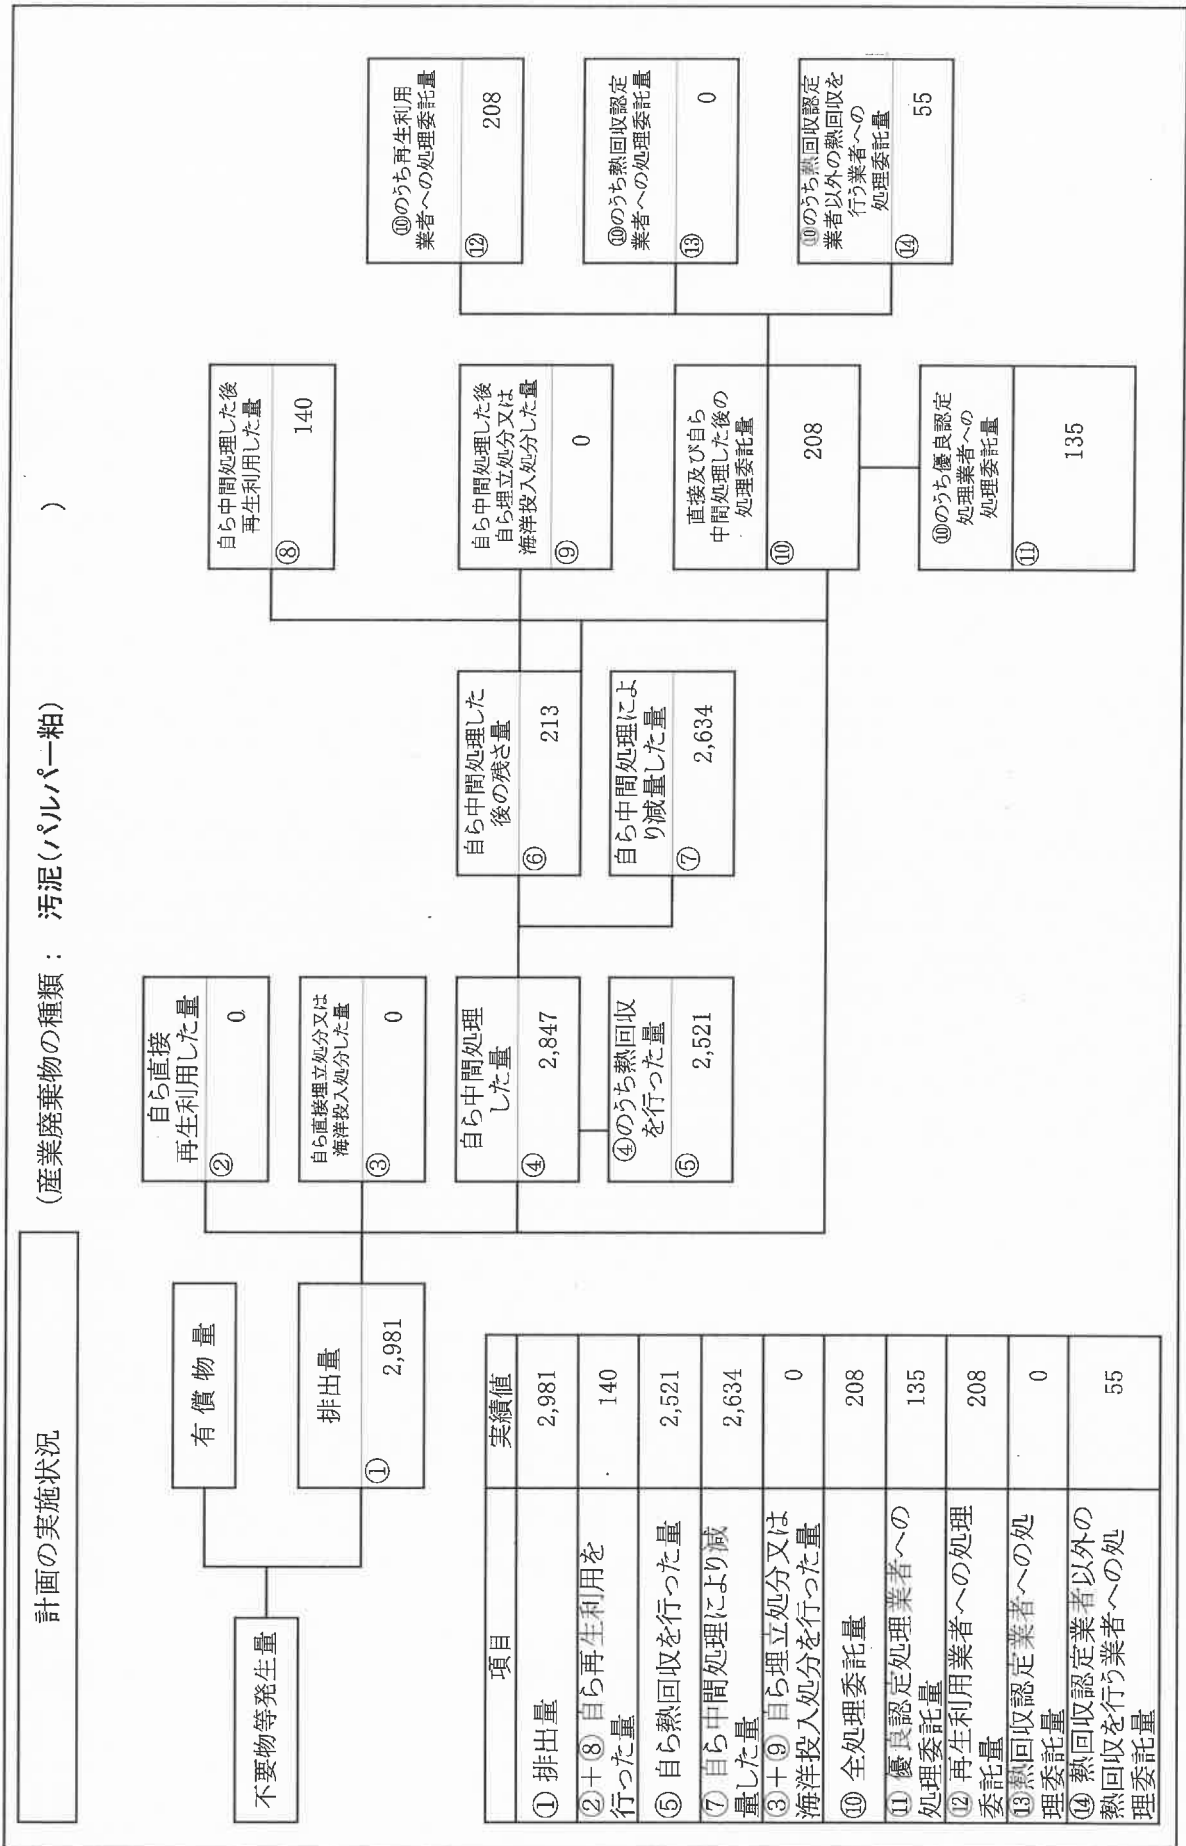 計画の実施状況
(産業廃棄物の種類： 汚泥(パルパー粕)
)
不要物等発生量
有償物量
排出量
① 2,981
自ら直接
再生利用した量
② 0
自ら直接埋立処分又は
海洋投入処分した量
③ 0
自ら中間処理
した量
④ 2,847
④のうち熱回収
を行った量
⑤ 2,521
自ら中間処理した
後の残さ量
⑥ 213
自ら中間処理によ
り減量した量
⑦ 2,634
自ら中間処理した後
再生利用した量
⑧ 140
自ら中間処理した後
自ら埋立処分又は
海洋投入処分した量
⑨ 0
直接及び自ら
中間処理した後の
処理委託量
⑩ 208
⑩のうち優良認定
処理業者への
処理委託量
⑪ 135
⑩のうち再生利用
業者への処理委託量
⑫ 208
⑩のうち熱回収認定
業者への処理委託量
⑬ 0
⑩のうち熱回収認定
業者以外の熱回収を
行う業者への
処理委託量
⑭ 55
項目 実績値
① 排出量 2,981
②＋⑧ 自ら再生利用を
行った量 140
⑤ 自ら熱回収を行った量 2,521
⑦ 自ら中間処理により減
量した量 2,634
③＋⑨ 自ら埋立処分又は
海洋投入処分を行った量 0
⑩ 全処理委託量 208
⑪ 優良認定処理業者への
処理委託量 135
⑫ 再生利用業者への処理
委託量 208
⑬ 熱回収認定業者への処
理委託量 0
⑭ 熱回収認定業者以外の
熱回収を行う業者への処
理委託量 55